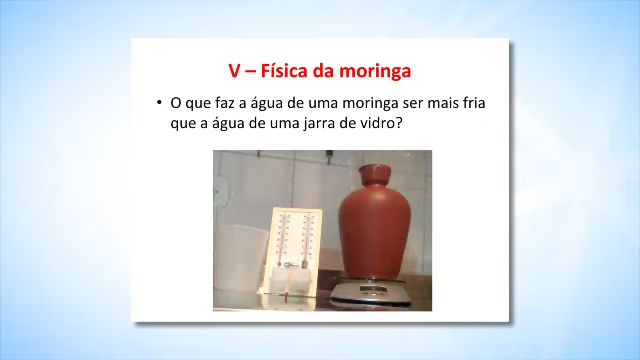 V – Física da moringa
• O que faz a água de uma moringa ser mais fria
que a água de uma jarra de vidro?